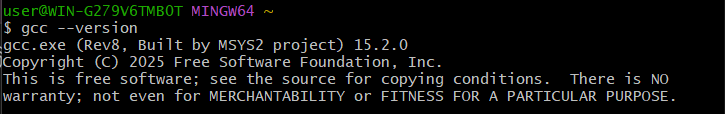 user@WIN-G279V6TMBOT MINGW64 ~
$ gcc --version
gcc.exe (Rev8, Built by MSYS2 project) 15.2.0
Copyright (C) 2025 Free Software Foundation, Inc.
This is free software; see the source for copying conditions.  There is NO
warranty; not even for MERCHANTABILITY or FITNESS FOR A PARTICULAR PURPOSE.